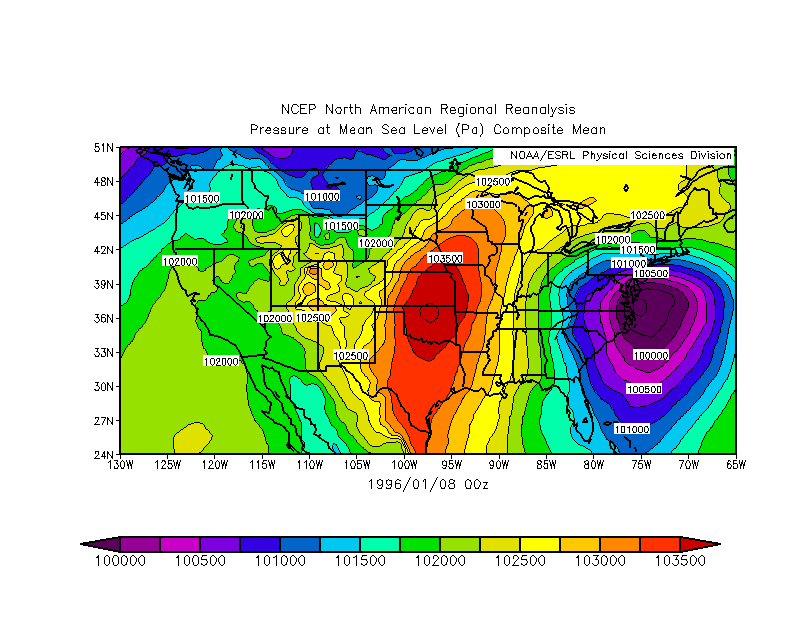 NCEP North American Regional Reanalysis
Pressure at Mean Sea Level (Pa) Composite Mean
51N
NOAA/ESRL Physical Sciences Division
48N
102500
101500
101000
103000
45N
102000
102500
101500
42N
102000
102000
101500
102000
103500
101000
100500
39N
36N
102000
102500
33N
102000
102500
100000
30N
100500
27N
101000
24N
130W 125W 120W 115W 110W 105W 100W 95W 90W 85W 80W 75W 70W 65W
1996/01/08 00z
100000 100500 101000 101500 102000 102500 103000 103500